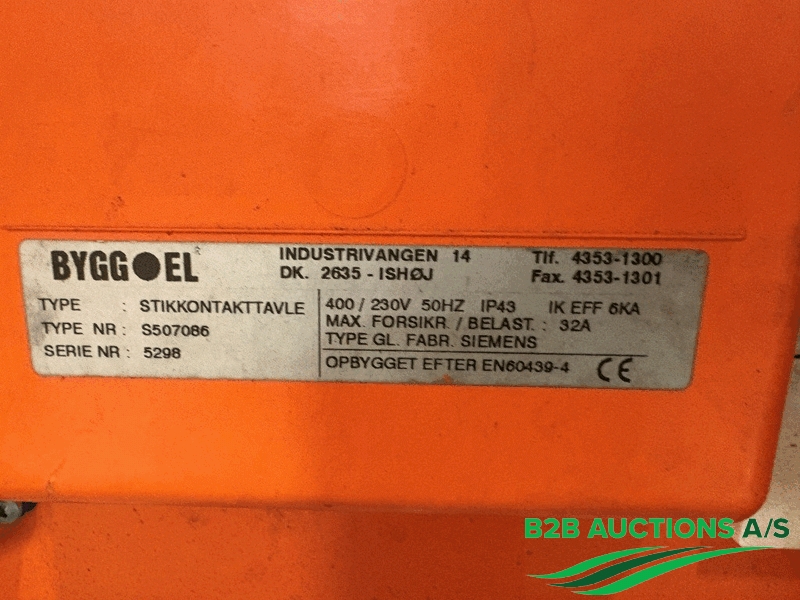 BYGG●EL
INDUSTRIVANGEN 14
DK. 2635 - ISHØJ
Tlf. 4353-1300
Fax. 4353-1301
TYPE : STIKKONTAKTTAVLE
TYPE NR : S507086
SERIE NR : 5298
400 / 230V 50HZ IP43 IK EFF 6KA
MAX. FORSIKR. / BELAST. : 32A
TYPE GL. FABR. SIEMENS
OPBYGGET EFTER EN60439-4 CE
B2B AUCTIONS A/S